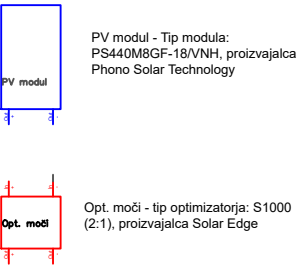 PV modul - Tip modula:
PS440M8GF-18/VNH, proizvajalca
Phono Solar Technology
PV modul
Opt. moči - tip optimizatorja: S1000
(2:1), proizvajalca Solar Edge
Opt. moči